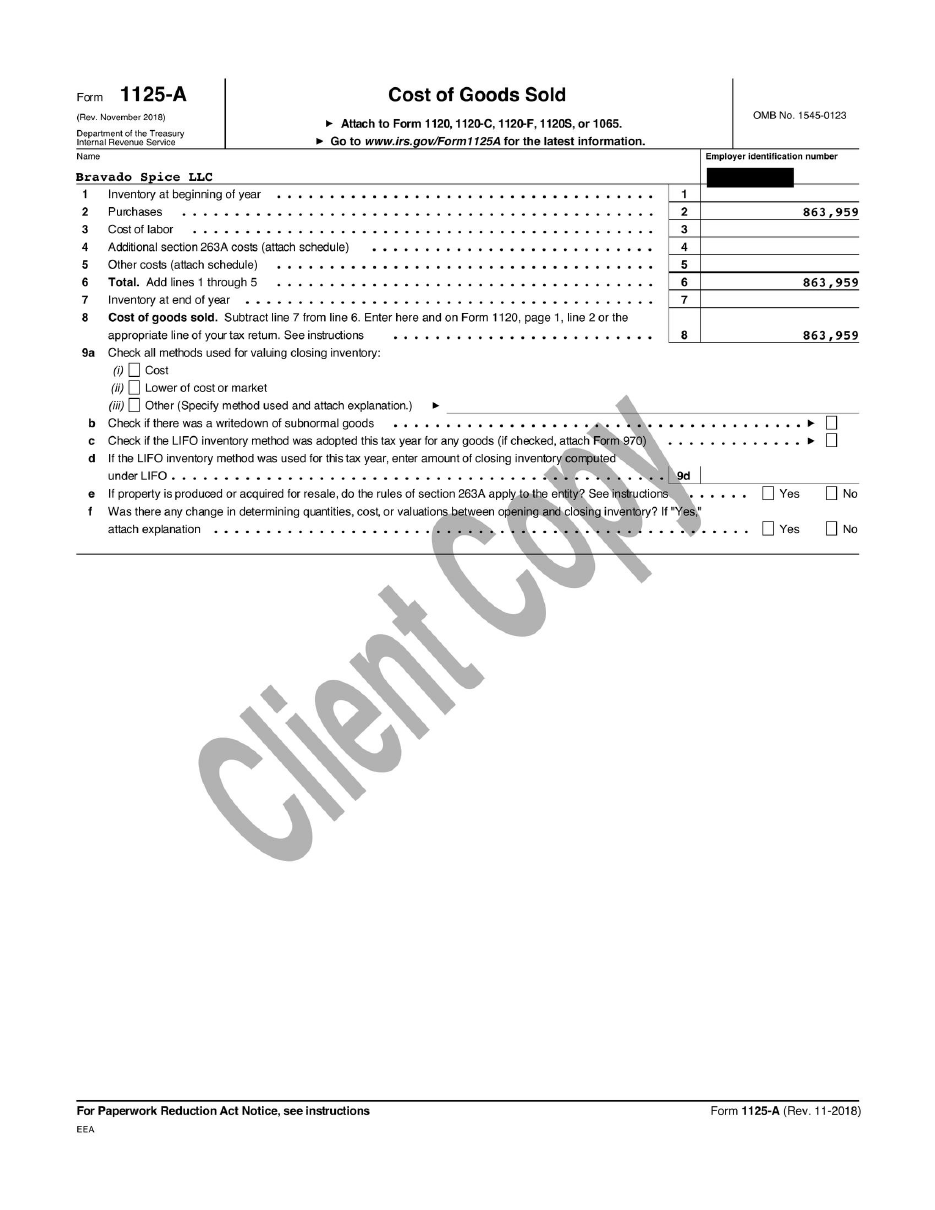 Form 1125-A
(Rev. November 2018)
Department of the Treasury
Internal Revenue Service
Cost of Goods Sold
► Attach to Form 1120, 1120-C, 1120-F, 1120S, or 1065.
► Go to www.irs.gov/Form1125A for the latest information.
OMB No. 1545-0123
Name
Employer identification number
Bravado Spice LLC
1 Inventory at beginning of year 1
2 Purchases 2 863,959
3 Cost of labor 3
4 Additional section 263A costs (attach schedule) 4
5 Other costs (attach schedule) 5
6 Total. Add lines 1 through 5 6 863,959
7 Inventory at end of year 7
8 Cost of goods sold. Subtract line 7 from line 6. Enter here and on Form 1120, page 1, line 2 or the
appropriate line of your tax return. See instructions 8 863,959
9a Check all methods used for valuing closing inventory:
(i) Cost
(ii) Lower of cost or market
(iii) Other (Specify method used and attach explanation.) ►
b Check if there was a writedown of subnormal goods ►
c Check if the LIFO inventory method was adopted this tax year for any goods (if checked, attach Form 970) ►
d If the LIFO inventory method was used for this tax year, enter amount of closing inventory computed
under LIFO 9d
e If property is produced or acquired for resale, do the rules of section 263A apply to the entity? See instructions Yes No
f Was there any change in determining quantities, cost, or valuations between opening and closing inventory? If "Yes,"
attach explanation Yes No
Client Copy
For Paperwork Reduction Act Notice, see instructions
Form 1125-A (Rev. 11-2018)
EEA